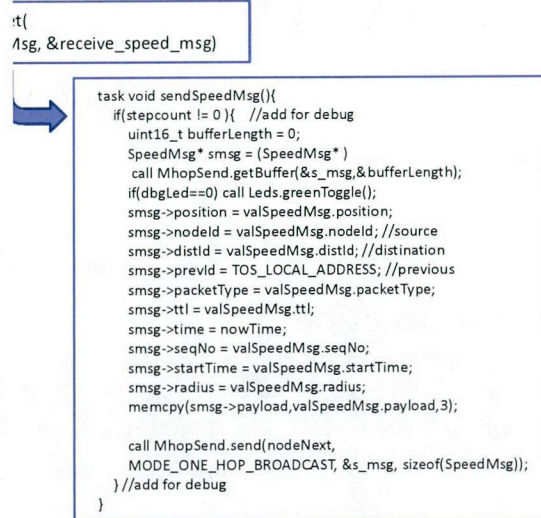 et(
Msg, &receive_speed_msg)
task void sendSpeedMsg(){
if(stepcount != 0 ){ //add for debug
uint16_t bufferLength = 0;
SpeedMsg* smsg = (SpeedMsg* )
call MhopSend.getBuffer(&s_msg,&bufferLength);
if(dbgLed==0) call Leds.greenToggle();
smsg->position = valSpeedMsg.position;
smsg->nodeId = valSpeedMsg.nodeId; //source
smsg->distId = valSpeedMsg.distId; //distination
smsg->prevId = TOS_LOCAL_ADDRESS; //previous
smsg->packetType = valSpeedMsg.packetType;
smsg->ttl = valSpeedMsg.ttl;
smsg->time = nowTime;
smsg->seqNo = valSpeedMsg.seqNo;
smsg->startTime = valSpeedMsg.startTime;
smsg->radius = valSpeedMsg.radius;
memcpy(smsg->payload,valSpeedMsg.payload,3);
call MhopSend.send(nodeNext,
MODE_ONE_HOP_BROADCAST, &s_msg, sizeof(SpeedMsg));
} //add for debug
}